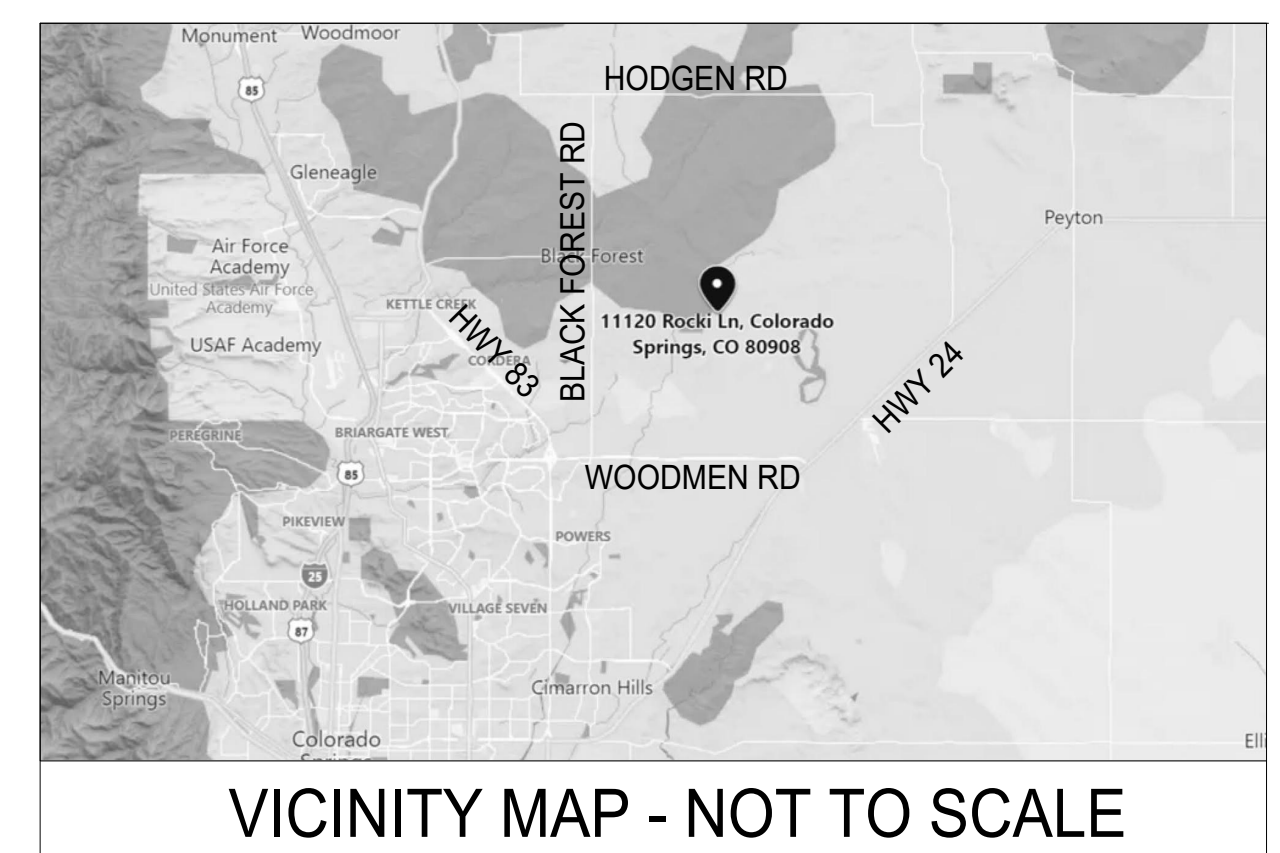 Monument
Woodmoor
HODGEN RD
85
BLACK FOREST RD
Gleneagle
Peyton
Air Force
Academy
United States Air Force
Academy
Black Forest
KETTLE CREEK
HWY 83
11120 Rocki Ln, Colorado
Springs, CO 80908
USAF Academy
CORDERA
HWY 24
PEREGRINE
BRIARGATE WEST
85
WOODMEN RD
PIKEVIEW
POWERS
25
HOLLAND PARK
VILLAGE SEVEN
87
Manitou
Springs
Cimarron Hills
Colorado
Springs
VICINITY MAP - NOT TO SCALE